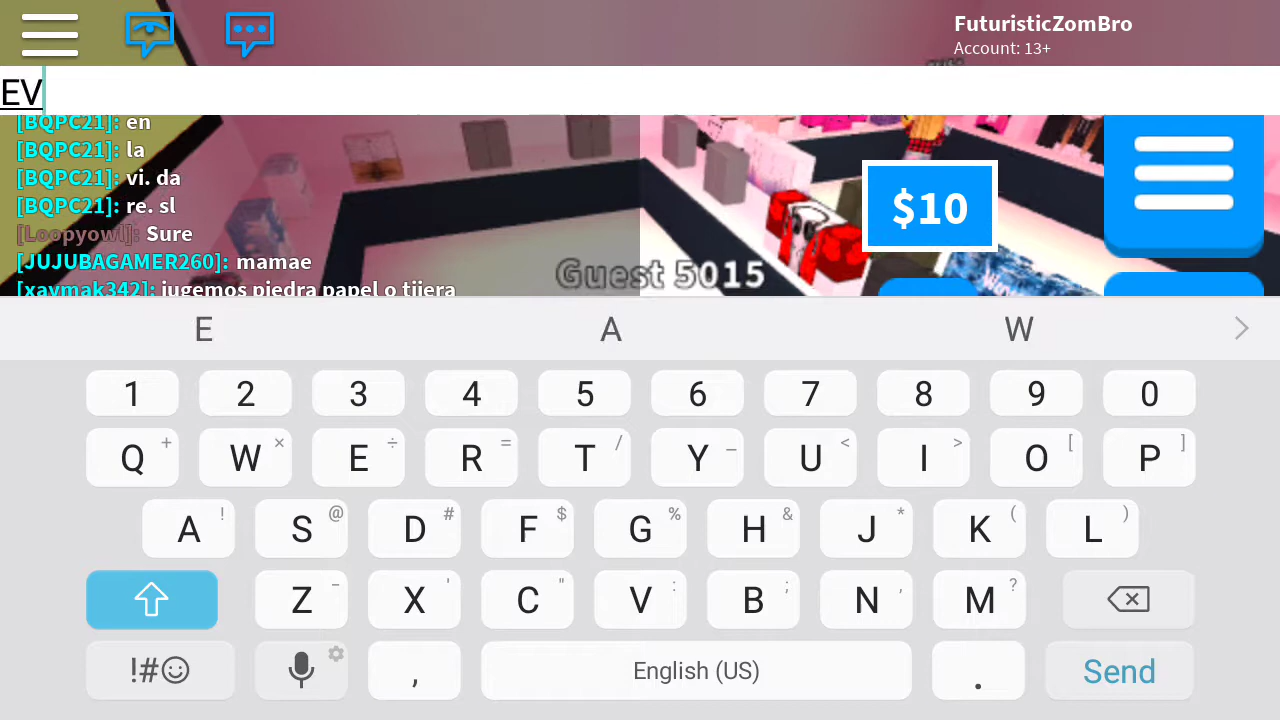 FuturisticZomBro
Account: 13+
EV
[BQPC21]: en
[BQPC21]: la
[BQPC21]: vi. da
[BQPC21]: re. sl
[Loopyowl]: Sure
[JUJUBAGAMER260]: mamae
[xaymak342]: jugemos piedra papel o tijera
$10
Guest 5015
E A W
1 2 3 4 5 6 7 8 9 0
Q + W × E ÷ R = T / Y _ U < I > O [ P ]
A ! S @ D # F $ G % H & J * K ( L )
Z - X ' C " V : B ; N , M ?
!#☺ , English (US) . Send